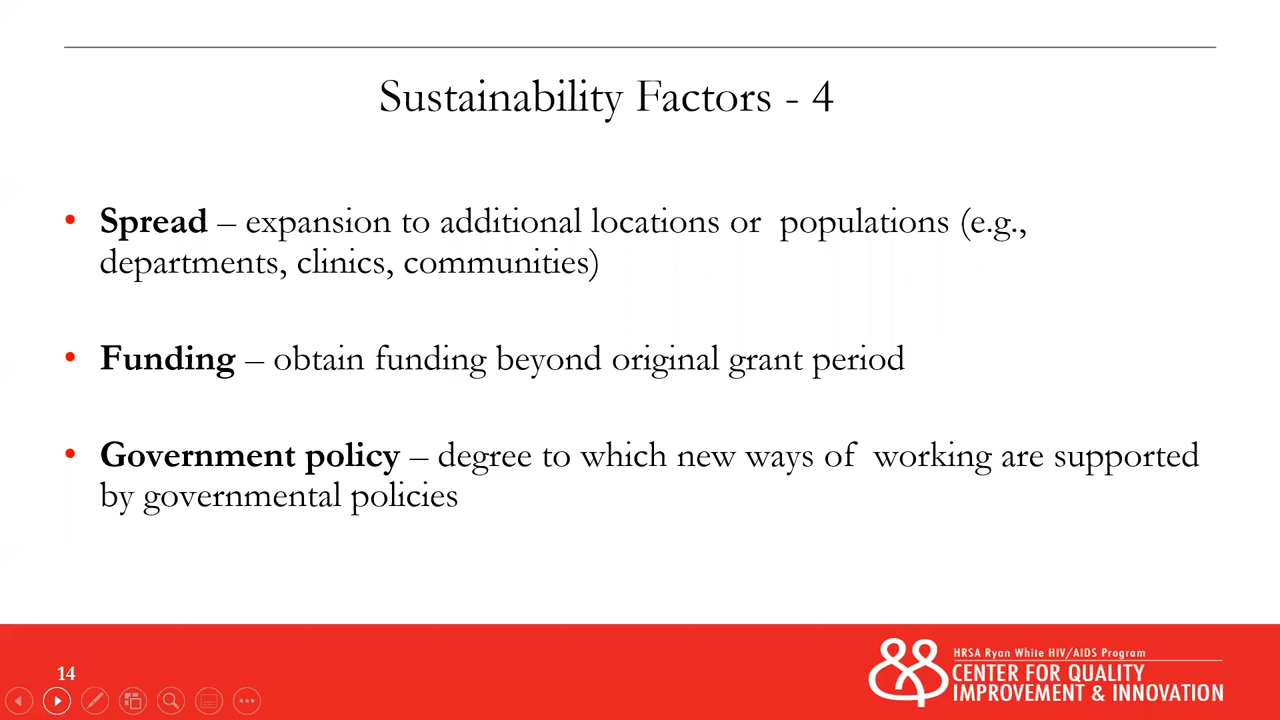 Sustainability Factors - 4
• Spread – expansion to additional locations or  populations (e.g.,
departments, clinics, communities)
• Funding – obtain funding beyond original grant period
• Government policy – degree to which new ways of  working are supported
by governmental policies
14
HRSA Ryan White HIV/AIDS Program
CENTER FOR QUALITY
IMPROVEMENT & INNOVATION